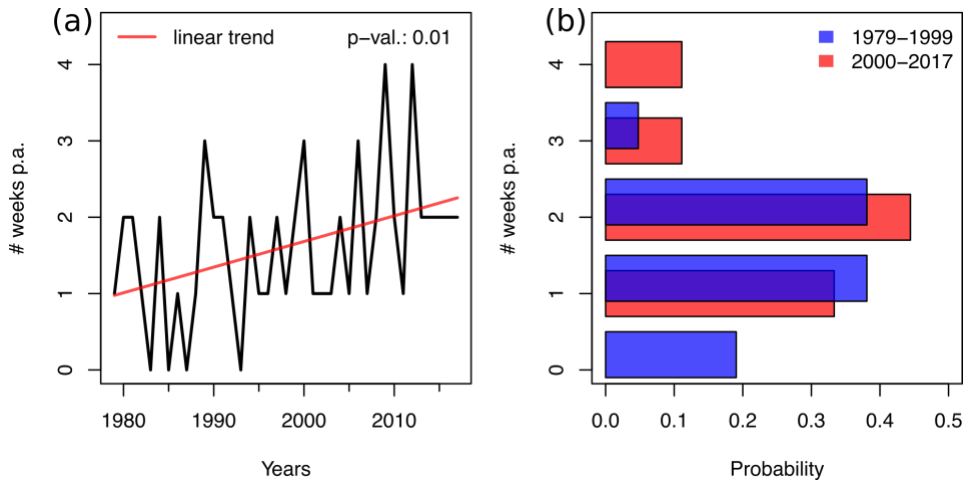 (a)
linear trend
p−val.: 0.01
# weeks p.a.
4
3
2
1
0
1980 1990 2000 2010
Years
(b)
1979−1999
2000−2017
# weeks p.a.
4
3
2
1
0
0.0 0.1 0.2 0.3 0.4 0.5
Probability